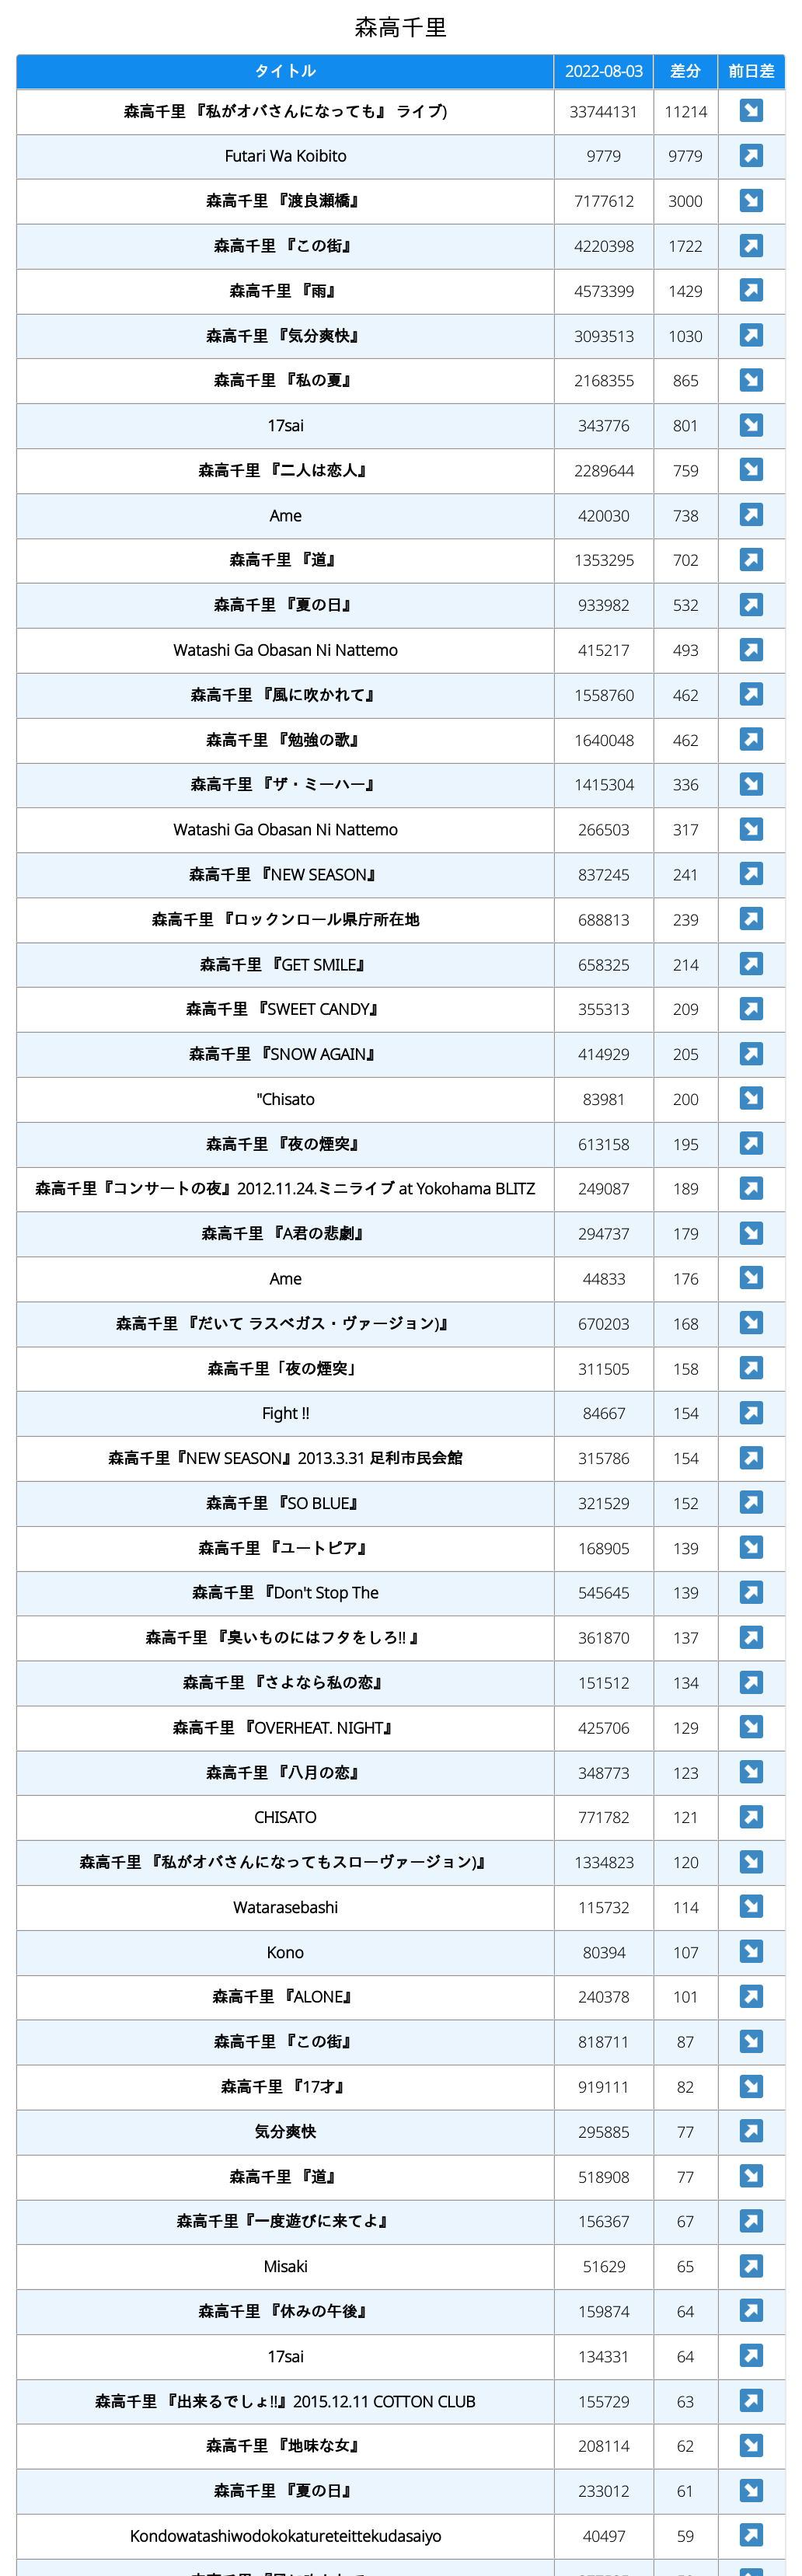 森高千里
タイトル 2022-08-03 差分 前日差
森高千里 『私がオバさんになっても』 ライブ) 33744131 11214
Futari Wa Koibito 9779 9779
森高千里 『渡良瀬橋』 7177612 3000
森高千里 『この街』 4220398 1722
森高千里 『雨』 4573399 1429
森高千里 『気分爽快』 3093513 1030
森高千里 『私の夏』 2168355 865
17sai 343776 801
森高千里 『二人は恋人』 2289644 759
Ame 420030 738
森高千里 『道』 1353295 702
森高千里 『夏の日』 933982 532
Watashi Ga Obasan Ni Nattemo 415217 493
森高千里 『風に吹かれて』 1558760 462
森高千里 『勉強の歌』 1640048 462
森高千里 『ザ・ミーハー』 1415304 336
Watashi Ga Obasan Ni Nattemo 266503 317
森高千里 『NEW SEASON』 837245 241
森高千里 『ロックンロール県庁所在地 688813 239
森高千里 『GET SMILE』 658325 214
森高千里 『SWEET CANDY』 355313 209
森高千里 『SNOW AGAIN』 414929 205
"Chisato 83981 200
森高千里 『夜の煙突』 613158 195
森高千里『コンサートの夜』2012.11.24.ミニライブ at Yokohama BLITZ 249087 189
森高千里 『A君の悲劇』 294737 179
Ame 44833 176
森高千里 『だいて ラスベガス・ヴァージョン)』 670203 168
森高千里「夜の煙突」 311505 158
Fight !! 84667 154
森高千里『NEW SEASON』2013.3.31 足利市民会館 315786 154
森高千里 『SO BLUE』 321529 152
森高千里 『ユートピア』 168905 139
森高千里 『Don't Stop The 545645 139
森高千里 『臭いものにはフタをしろ!! 』 361870 137
森高千里 『さよなら私の恋』 151512 134
森高千里 『OVERHEAT. NIGHT』 425706 129
森高千里 『八月の恋』 348773 123
CHISATO 771782 121
森高千里 『私がオバさんになってもスローヴァージョン)』 1334823 120
Watarasebashi 115732 114
Kono 80394 107
森高千里 『ALONE』 240378 101
森高千里 『この街』 818711 87
森高千里 『17才』 919111 82
気分爽快 295885 77
森高千里 『道』 518908 77
森高千里『一度遊びに来てよ』 156367 67
Misaki 51629 65
森高千里 『休みの午後』 159874 64
17sai 134331 64
森高千里 『出来るでしょ!!』2015.12.11 COTTON CLUB 155729 63
森高千里 『地味な女』 208114 62
森高千里 『夏の日』 233012 61
Kondowatashiwodokokatureteittekudasaiyo 40497 59